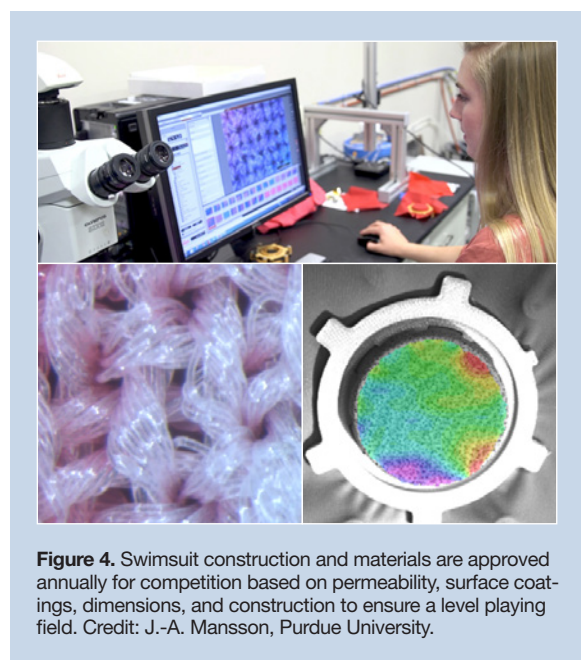 OLYMPUS
Figure 4. Swimsuit construction and materials are approved
annually for competition based on permeability, surface coat-
ings, dimensions, and construction to ensure a level playing
field. Credit: J.-A. Mansson, Purdue University.